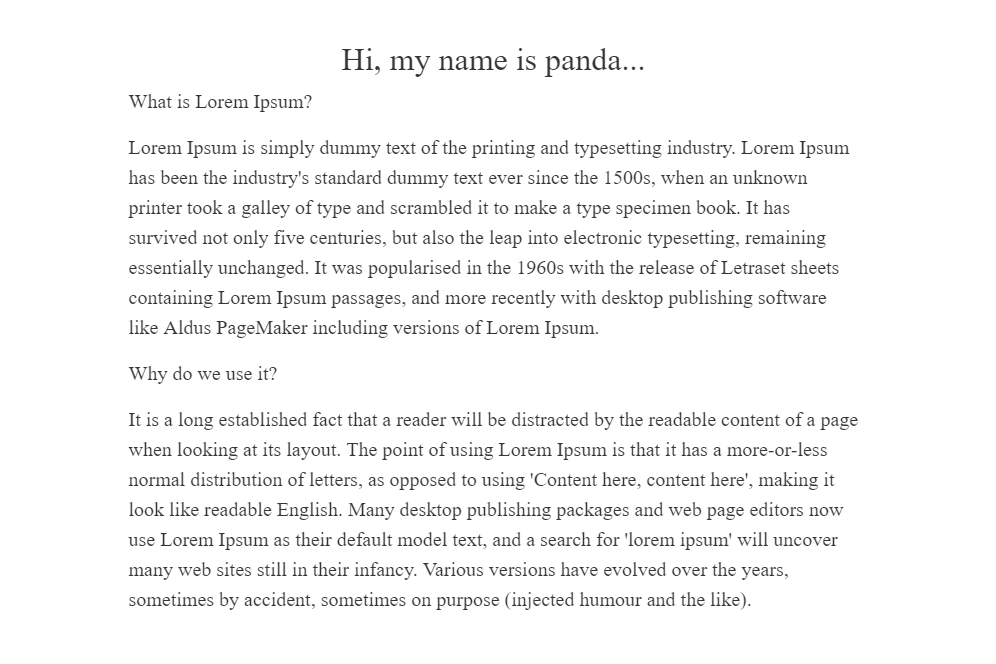 Hi, my name is panda...
What is Lorem Ipsum?
Lorem Ipsum is simply dummy text of the printing and typesetting industry. Lorem Ipsum
has been the industry's standard dummy text ever since the 1500s, when an unknown
printer took a galley of type and scrambled it to make a type specimen book. It has
survived not only five centuries, but also the leap into electronic typesetting, remaining
essentially unchanged. It was popularised in the 1960s with the release of Letraset sheets
containing Lorem Ipsum passages, and more recently with desktop publishing software
like Aldus PageMaker including versions of Lorem Ipsum.
Why do we use it?
It is a long established fact that a reader will be distracted by the readable content of a page
when looking at its layout. The point of using Lorem Ipsum is that it has a more-or-less
normal distribution of letters, as opposed to using 'Content here, content here', making it
look like readable English. Many desktop publishing packages and web page editors now
use Lorem Ipsum as their default model text, and a search for 'lorem ipsum' will uncover
many web sites still in their infancy. Various versions have evolved over the years,
sometimes by accident, sometimes on purpose (injected humour and the like).